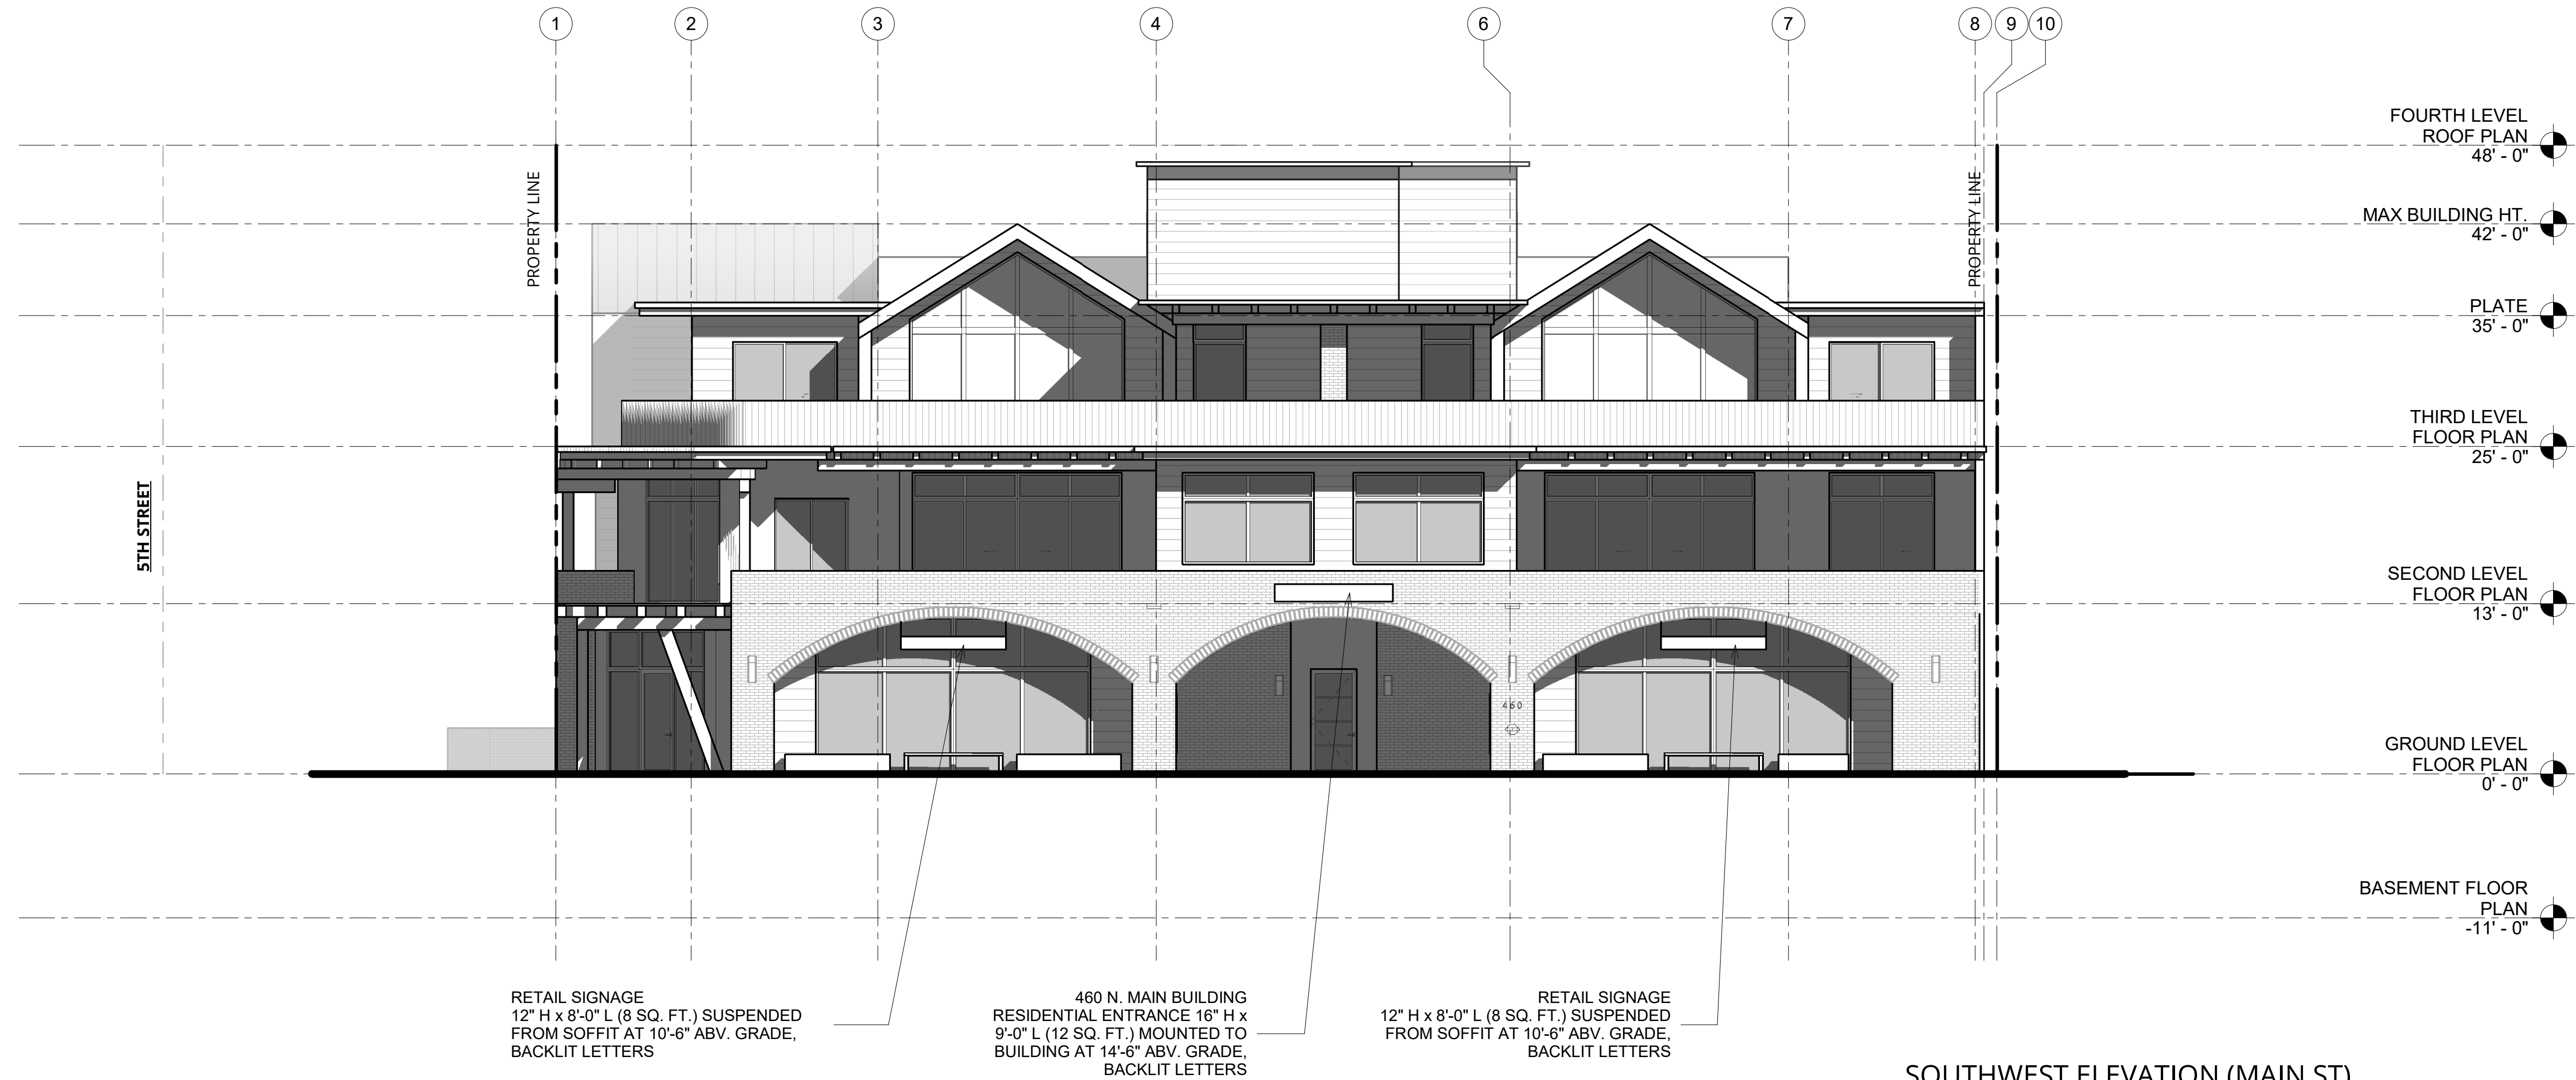 1
2
3
4
6
7
8
9
10
FOURTH LEVEL
ROOF PLAN
48' - 0"
PROPERTY LINE
PROPERTY LINE
MAX BUILDING HT.
42' - 0"
PLATE
35' - 0"
THIRD LEVEL
FLOOR PLAN
25' - 0"
5TH STREET
SECOND LEVEL
FLOOR PLAN
13' - 0"
460
GROUND LEVEL
FLOOR PLAN
0' - 0"
BASEMENT FLOOR
PLAN
-11' - 0"
RETAIL SIGNAGE
12" H x 8'-0" L (8 SQ. FT.) SUSPENDED
FROM SOFFIT AT 10'-6" ABV. GRADE,
BACKLIT LETTERS
460 N. MAIN BUILDING
RESIDENTIAL ENTRANCE 16" H x
9'-0" L (12 SQ. FT.) MOUNTED TO
BUILDING AT 14'-6" ABV. GRADE,
BACKLIT LETTERS
RETAIL SIGNAGE
12" H x 8'-0" L (8 SQ. FT.) SUSPENDED
FROM SOFFIT AT 10'-6" ABV. GRADE,
BACKLIT LETTERS
SOUTHWEST ELEVATION (MAIN ST)